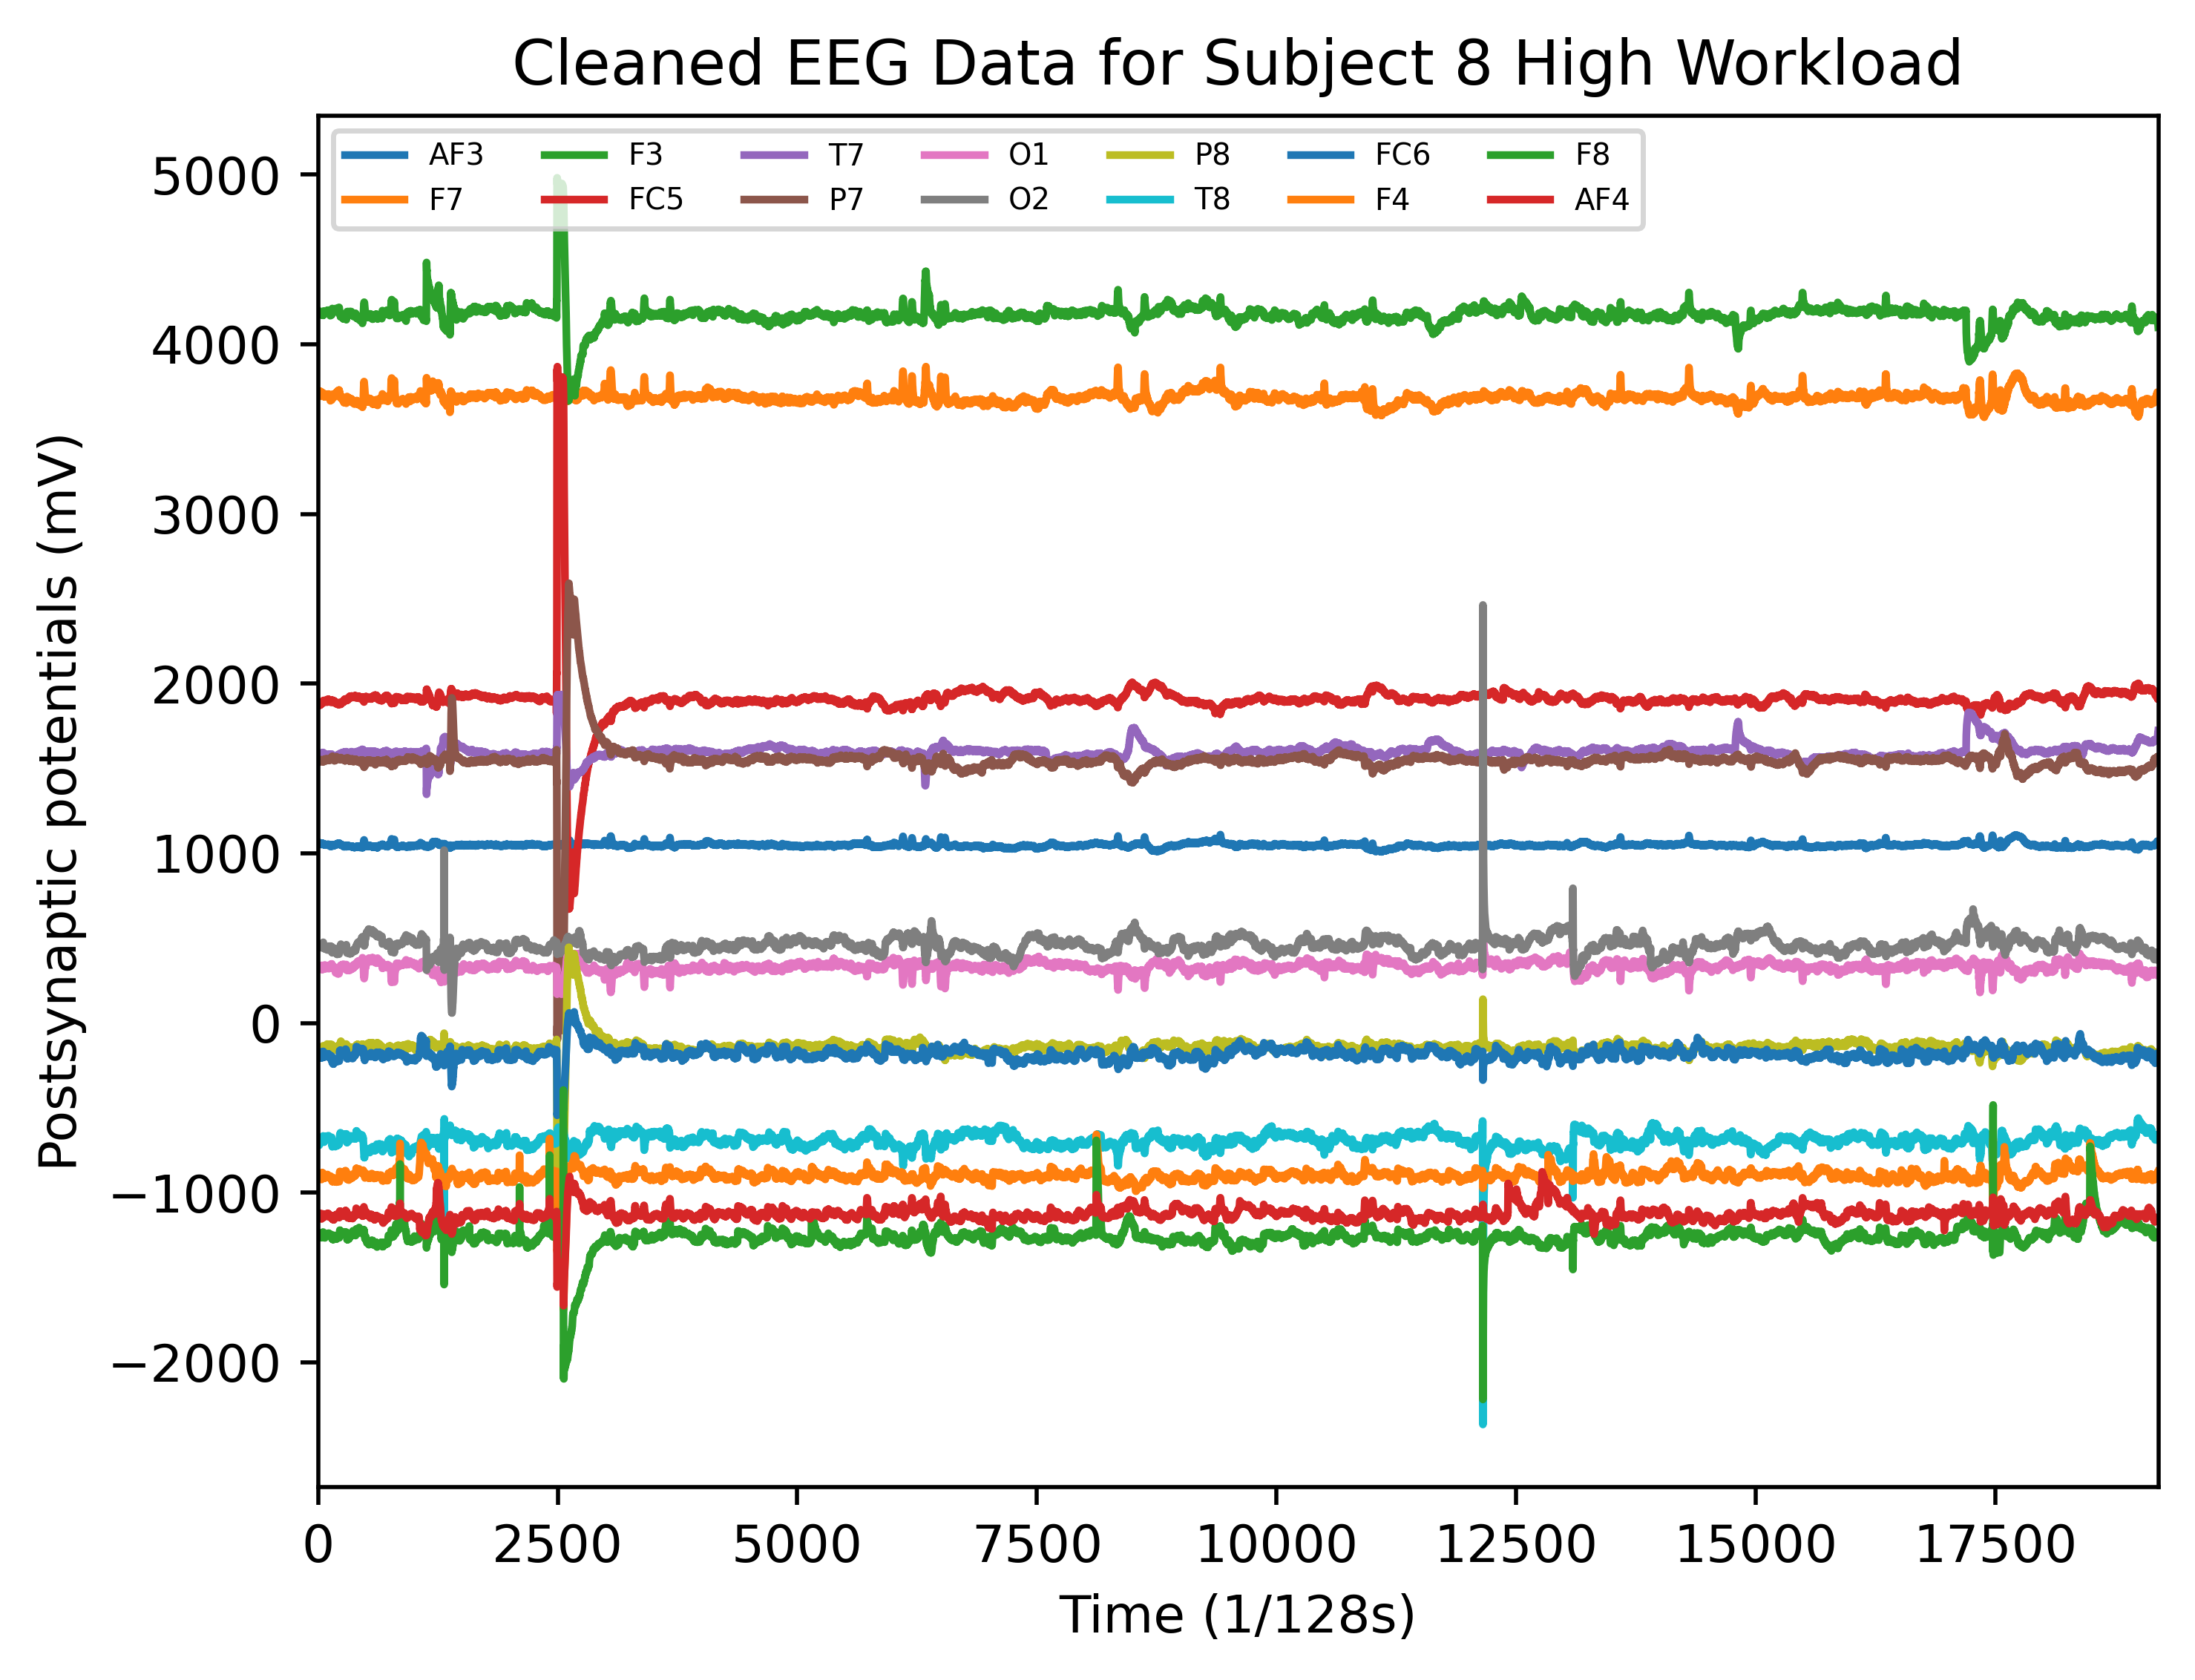 Cleaned EEG Data for Subject 8 High Workload
AF3 F3 T7 O1 P8 FC6 F8
F7 FC5 P7 O2 T8 F4 AF4
5000
4000
3000
2000
1000
0
−1000
−2000
Postsynaptic potentials (mV)
0 2500 5000 7500 10000 12500 15000 17500
Time (1/128s)